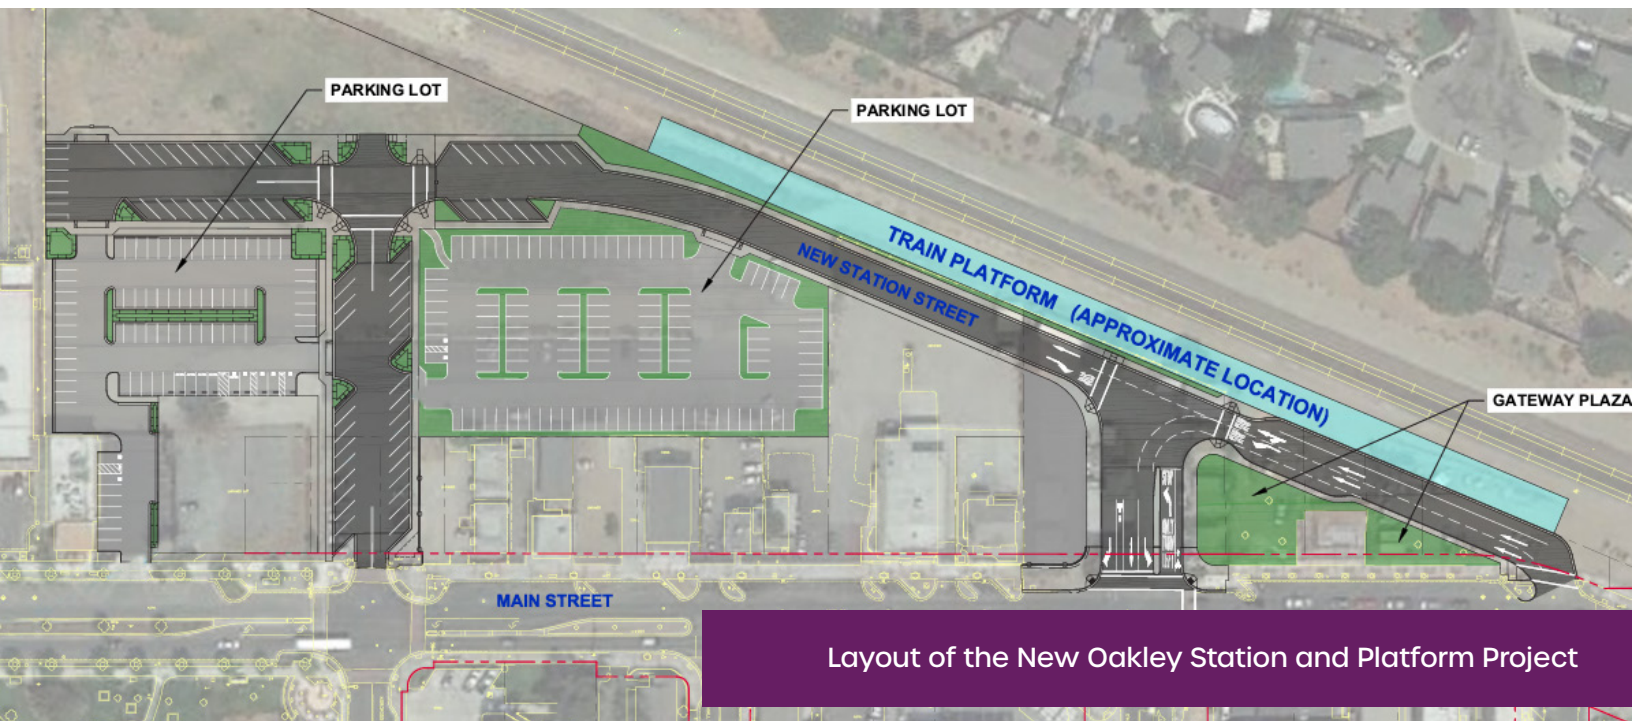 PARKING LOT
PARKING LOT
TRAIN PLATFORM (APPROXIMATE LOCATION)
NEW STATION STREET
GATEWAY PLAZA
MAIN STREET
Layout of the New Oakley Station and Platform Project